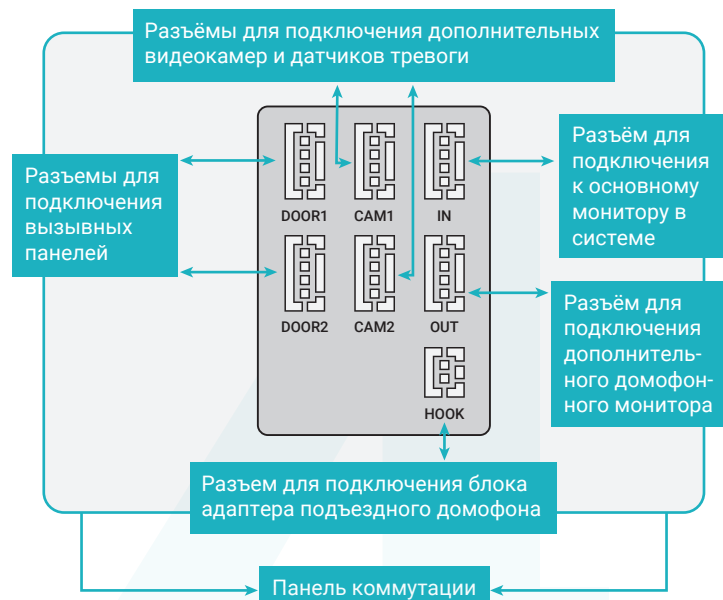 Разъёмы для подключения дополнительных
видеокамер и датчиков тревоги
Разъемы для
подключения
вызывных
панелей
DOOR1
CAM1
IN
DOOR2
CAM2
OUT
HOOK
Разъём для
подключения
к основному
монитору в
системе
Разъём для
подключения
дополнитель-
ного домофон-
ного монитора
Разъем для подключения блока
адаптера подъездного домофона
Панель коммутации